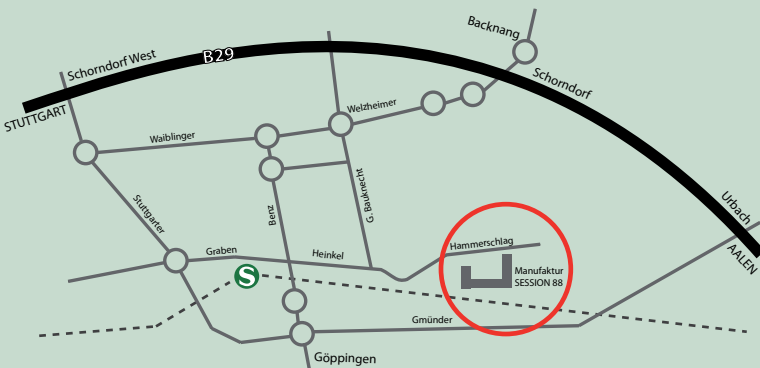 Backnang
Schorndorf West
B29
Schorndorf
STUTTGART
Welzheimer
Waiblinger
G. Bauknecht
Stuttgarter
Benz
Urbach
AALEN
Hammerschlag
Graben
Heinkel
S
Manufaktur
SESSION 88
Gmünder
Göppingen